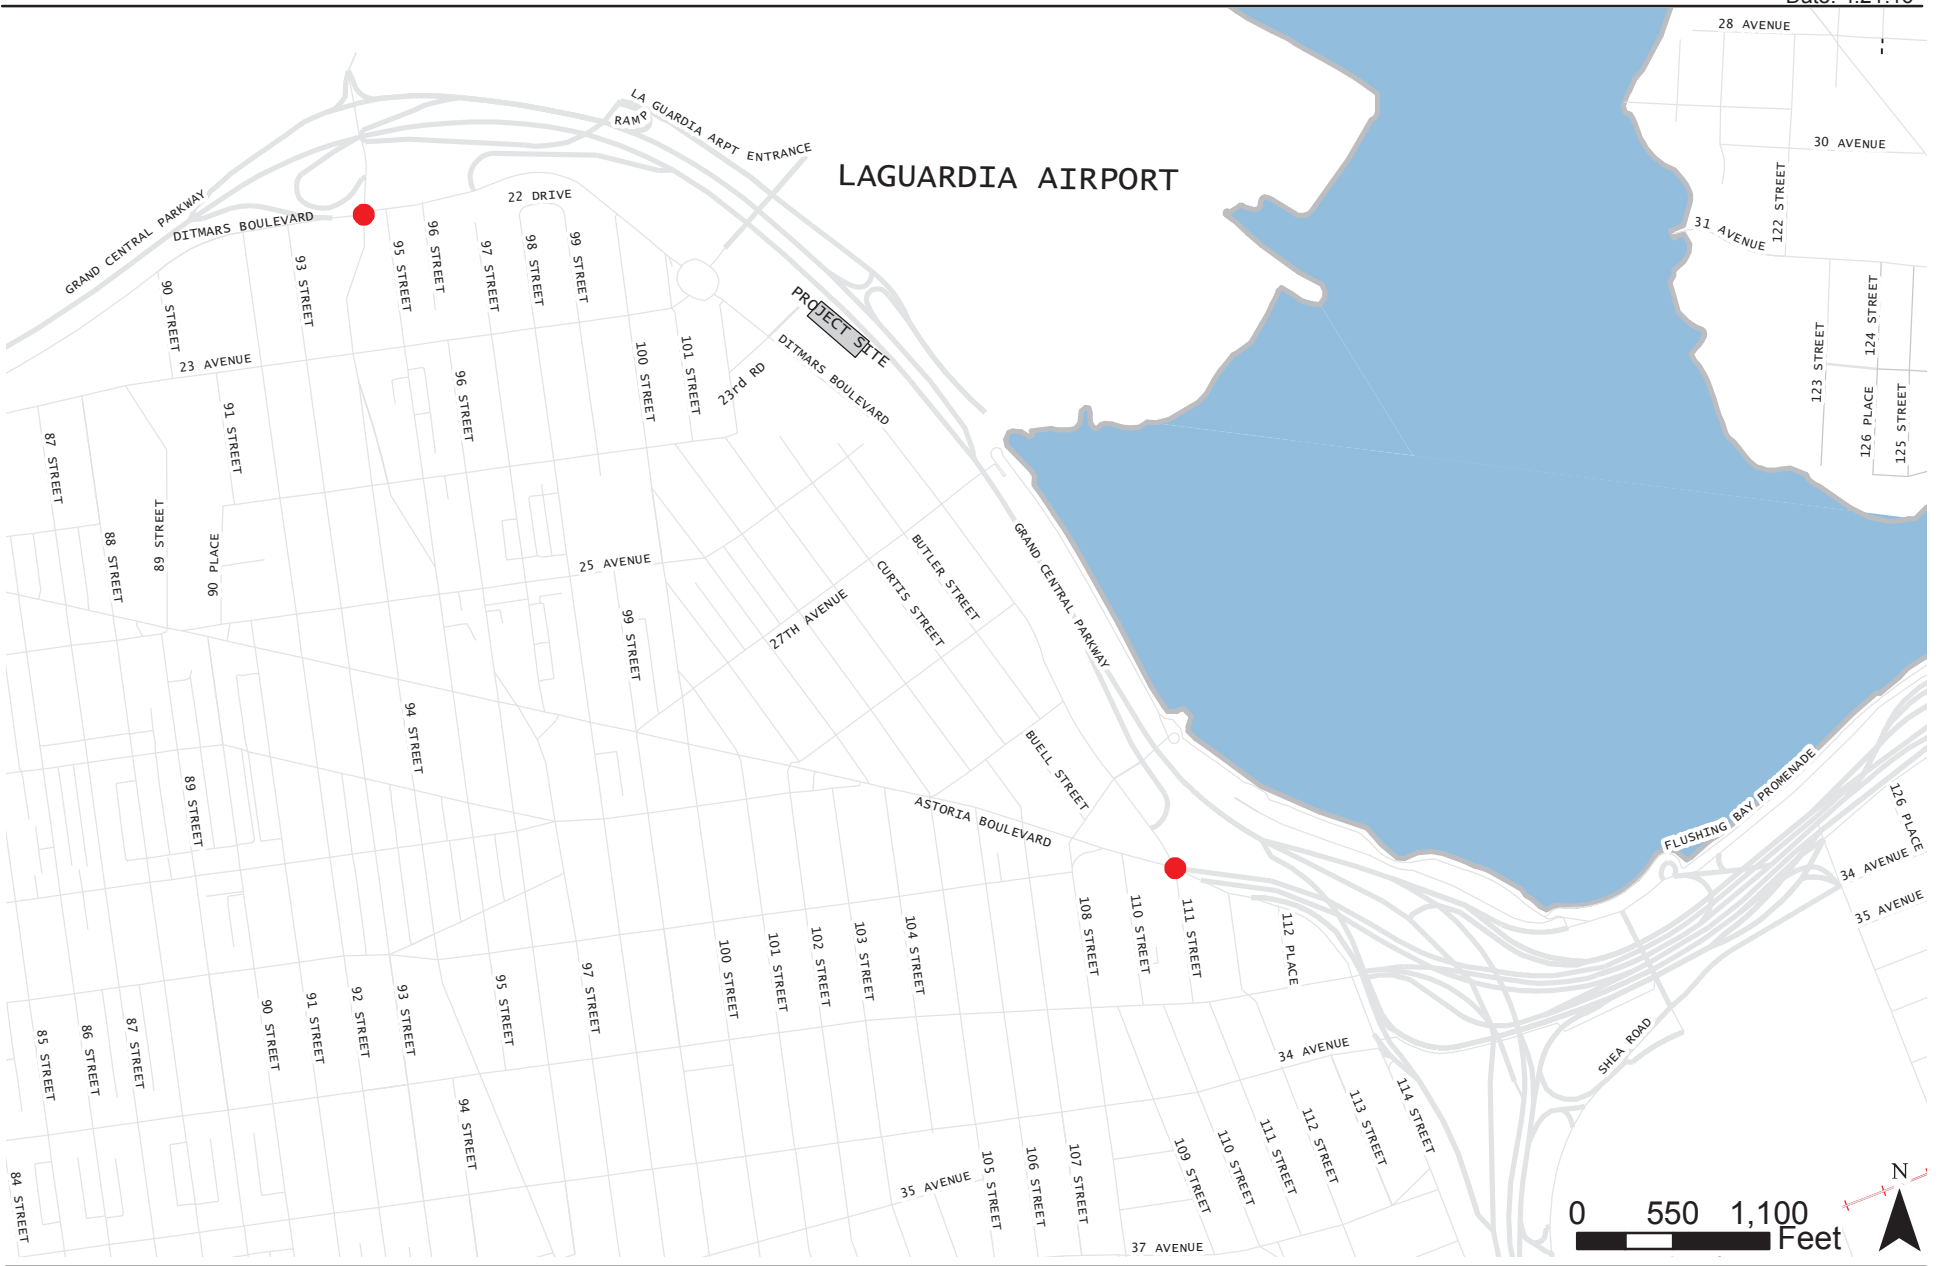 28 AVENUE
LA GUARDIA ARPT ENTRANCE
RAMP
30 AVENUE
LAGUARDIA AIRPORT
GRAND CENTRAL PARKWAY
22 DRIVE
122 STREET
DITMARS BOULEVARD
31 AVENUE
96 STREET
95 STREET
97 STREET
98 STREET
99 STREET
93 STREET
90 STREET
PROJECT SITE
124 STREET
123 STREET
23 AVENUE
100 STREET
101 STREET
23rd RD
DITMARS BOULEVARD
96 STREET
126 PLACE
125 STREET
91 STREET
87 STREET
89 STREET
88 STREET
90 PLACE
25 AVENUE
BUTLER STREET
CURTIS STREET
GRAND CENTRAL PARKWAY
27TH AVENUE
99 STREET
94 STREET
BUELL STREET
89 STREET
ASTORIA BOULEVARD
FLUSHING BAY PROMENADE
126 PLACE
34 AVENUE
35 AVENUE
108 STREET
110 STREET
111 STREET
112 PLACE
100 STREET
101 STREET
102 STREET
103 STREET
104 STREET
97 STREET
95 STREET
90 STREET
91 STREET
92 STREET
93 STREET
85 STREET
86 STREET
87 STREET
34 AVENUE
SHEA ROAD
94 STREET
114 STREET
113 STREET
112 STREET
111 STREET
110 STREET
109 STREET
107 STREET
106 STREET
105 STREET
35 AVENUE
84 STREET
37 AVENUE
N
0 550 1,100
Feet